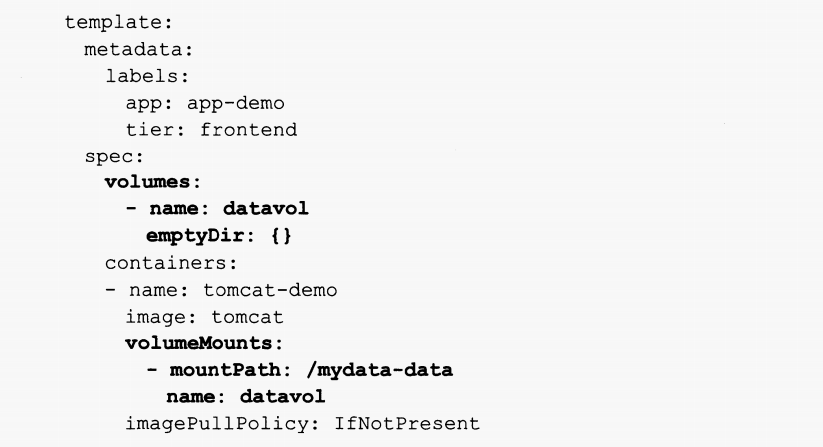 template:
  metadata:
    labels:
      app: app-demo
      tier: frontend
  spec:
    volumes:
      - name: datavol
        emptyDir: {}
    containers:
    - name: tomcat-demo
      image: tomcat
      volumeMounts:
        - mountPath: /mydata-data
          name: datavol
      imagePullPolicy: IfNotPresent